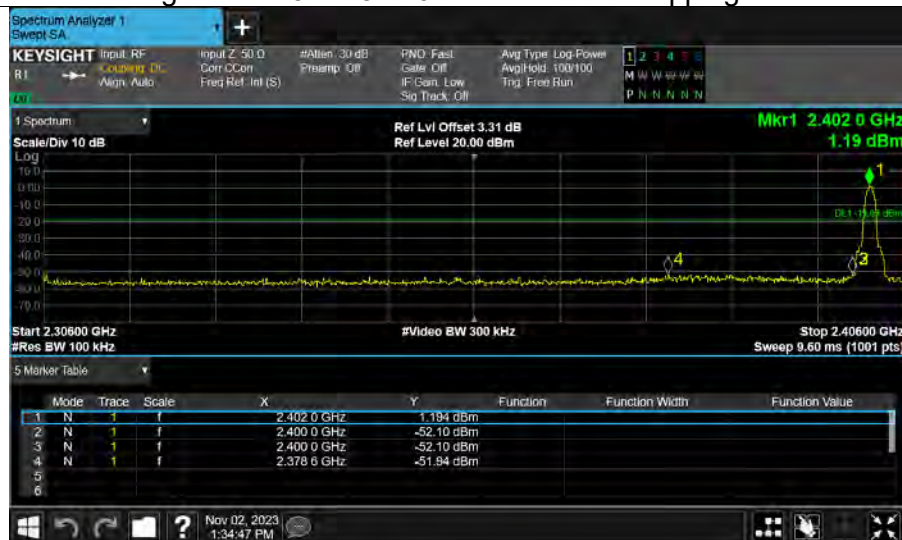 Spectrum Analyzer 1
Swept SA
+
KEYSIGHT Input: RF Input Z: 50 Ω #Atten: 30 dB PNO: Fast Avg Type: Log-Power 1 2 3 4 5 6
R1 Coupling: DC Corr CCorr Preamp: Off Gate: Off Avg|Hold: 100/100 M W W W W W
Align: Auto Freq Ref: Int (S) IF Gain: Low Trig: Free Run
Sig Track: Off P N N N N N
1 Spectrum
Scale/Div 10 dB Ref Lvl Offset 3.31 dB Mkr1 2.402 0 GHz
Ref Level 20.00 dBm 1.19 dBm
Log
10.0
0.00
-10.0
-20.0
-30.0
-40.0
-50.0
-60.0
-70.0
1
4
3
Start 2.30600 GHz #Video BW 300 kHz Stop 2.40600 GHz
#Res BW 100 kHz Sweep 9.60 ms (1001 pts)
5 Marker Table
Mode Trace Scale X Y Function Function Width Function Value
1 N 1 f 2.402 0 GHz 1.194 dBm
2 N 1 f 2.400 0 GHz -52.10 dBm
3 N 1 f 2.400 0 GHz -52.10 dBm
4 N 1 f 2.378 6 GHz -51.94 dBm
5
6
? Nov 02, 2023
1:34:47 PM